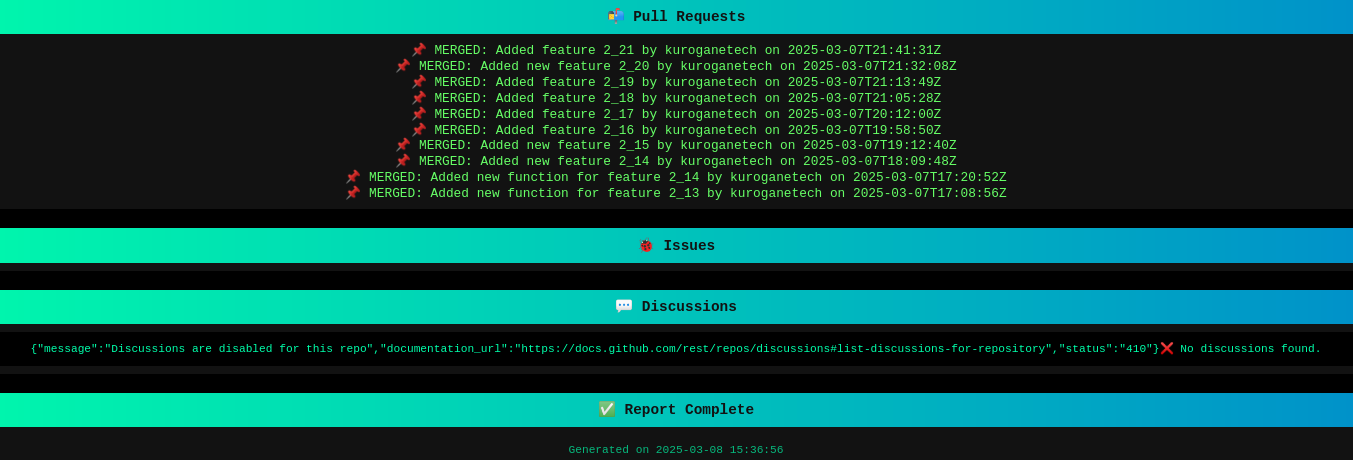 📬 Pull Requests
📌 MERGED: Added feature 2_21 by kuroganetech on 2025-03-07T21:41:31Z
📌 MERGED: Added new feature 2_20 by kuroganetech on 2025-03-07T21:32:08Z
📌 MERGED: Added feature 2_19 by kuroganetech on 2025-03-07T21:13:49Z
📌 MERGED: Added feature 2_18 by kuroganetech on 2025-03-07T21:05:28Z
📌 MERGED: Added feature 2_17 by kuroganetech on 2025-03-07T20:12:00Z
📌 MERGED: Added feature 2_16 by kuroganetech on 2025-03-07T19:58:50Z
📌 MERGED: Added new feature 2_15 by kuroganetech on 2025-03-07T19:12:40Z
📌 MERGED: Added new feature 2_14 by kuroganetech on 2025-03-07T18:09:48Z
📌 MERGED: Added new function for feature 2_14 by kuroganetech on 2025-03-07T17:20:52Z
📌 MERGED: Added new function for feature 2_13 by kuroganetech on 2025-03-07T17:08:56Z
🐞 Issues
💬 Discussions
{"message":"Discussions are disabled for this repo","documentation_url":"https://docs.github.com/rest/repos/discussions#list-discussions-for-repository","status":"410"}❌ No discussions found.
✅ Report Complete
Generated on 2025-03-08 15:36:56